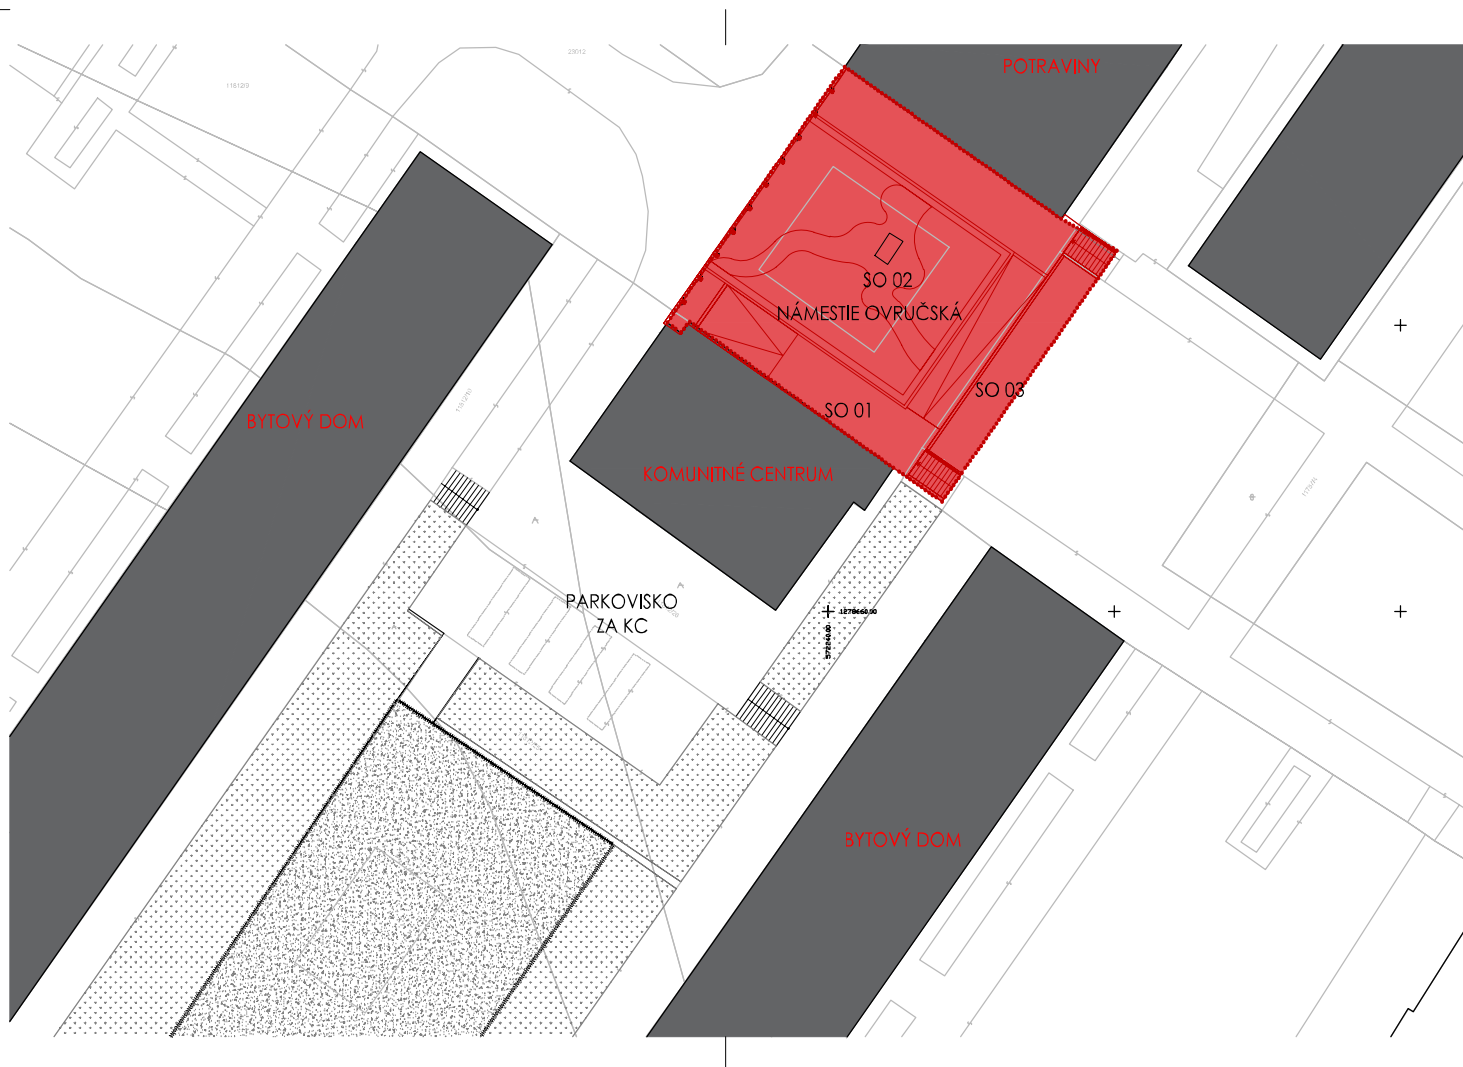 POTRAVINY
SO 02
NÁMESTIE OVRUČSKÁ
SO 03
SO 01
BYTOVÝ DOM
KOMUNITNÉ CENTRUM
PARKOVISKO
ZA KC
BYTOVÝ DOM